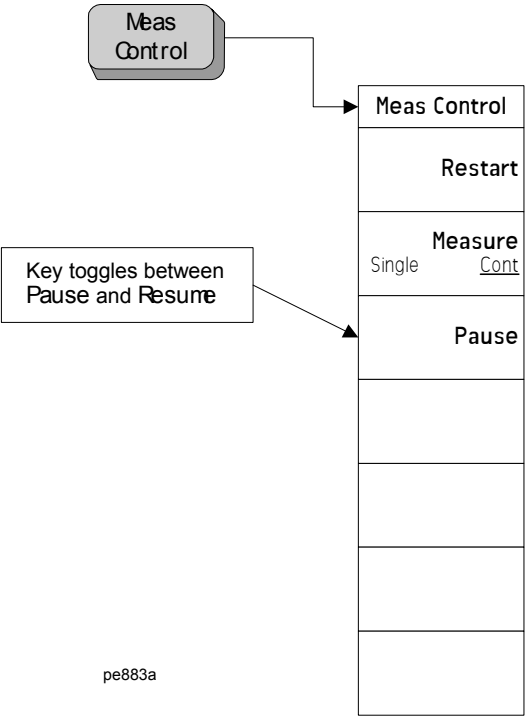 Meas
Control
Meas Control
Restart
Measure
Single Cont
Key toggles between
Pause and Resume
Pause
pe883a